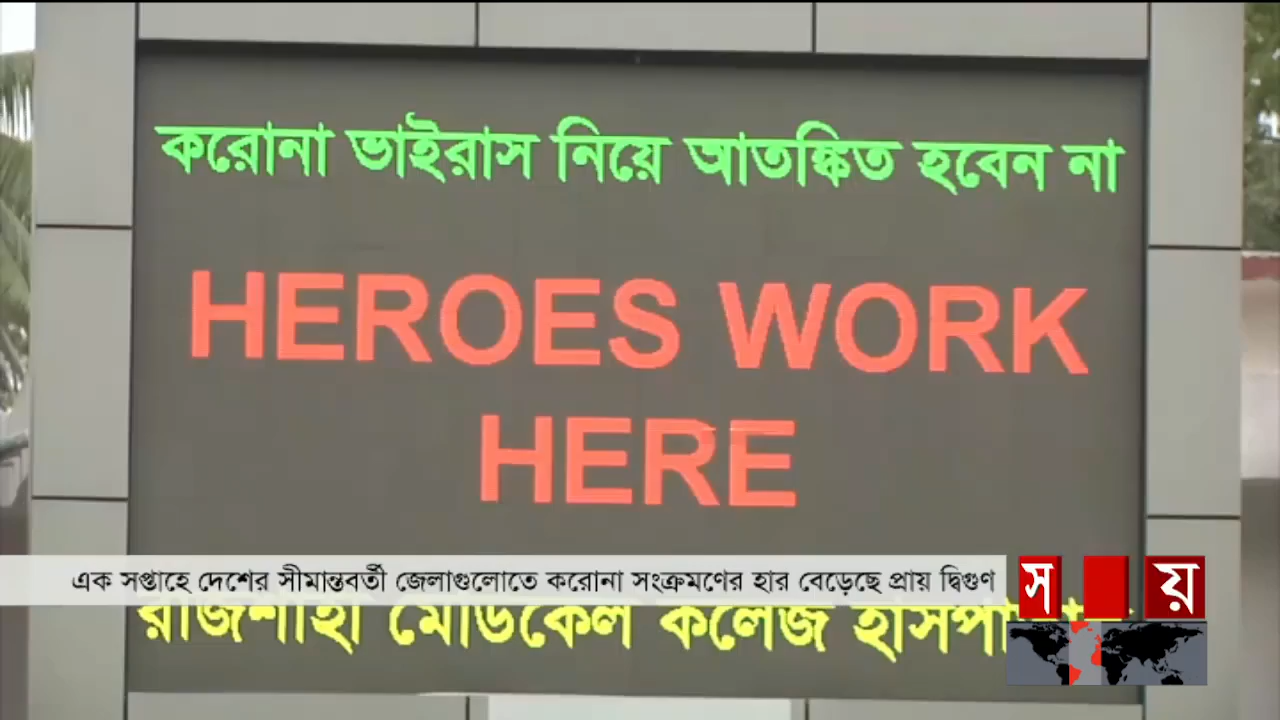 করোনা ভাইরাস নিয়ে আতঙ্কিত হবেন না
HEROES WORK
HERE
এক সপ্তাহে দেশের সীমান্তবর্তী জেলাগুলোতে করোনা সংক্রমণের হার বেড়েছে প্রায় দ্বিগুণ
স য়
রাজশাহী মেডিকেল কলেজ